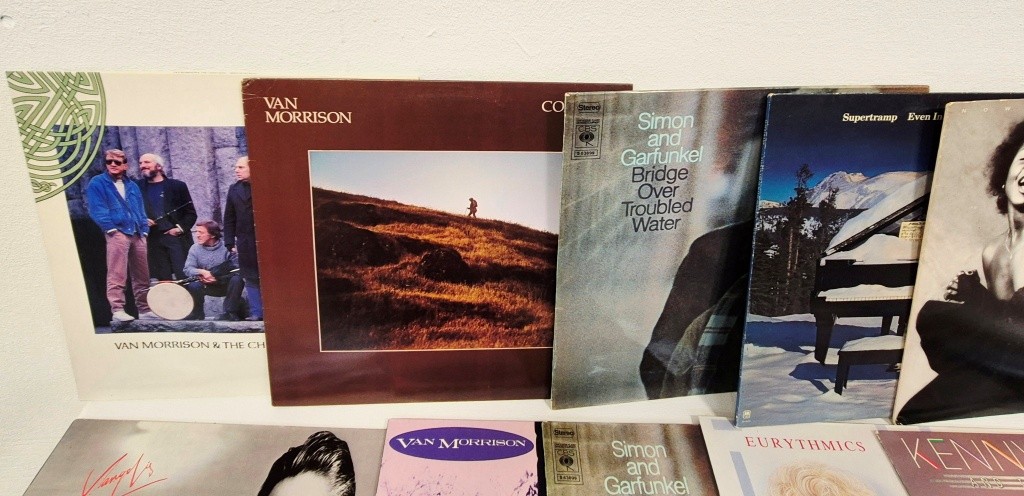 VAN MORRISON & THE CH
VAN
MORRISON
CO
Stereo
CBS
Simon
and
Garfunkel
Bridge
Over
Troubled
Water
Supertramp Even In
VAN MORRISON
Stereo
CBS
Simon
and
Garfunkel
EURYTHMICS
KENN